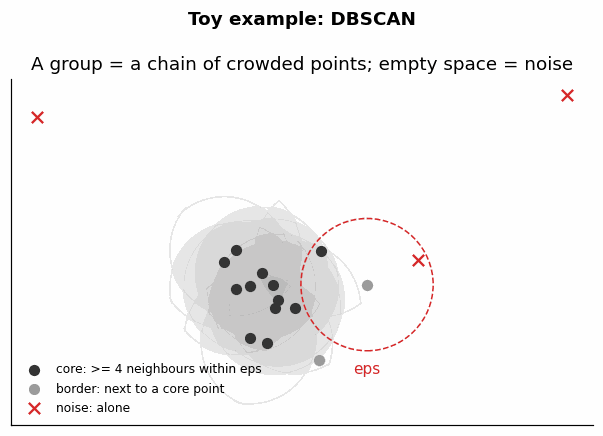 Toy example: DBSCAN
A group = a chain of crowded points; empty space = noise
eps
core: >= 4 neighbours within eps
border: next to a core point
noise: alone